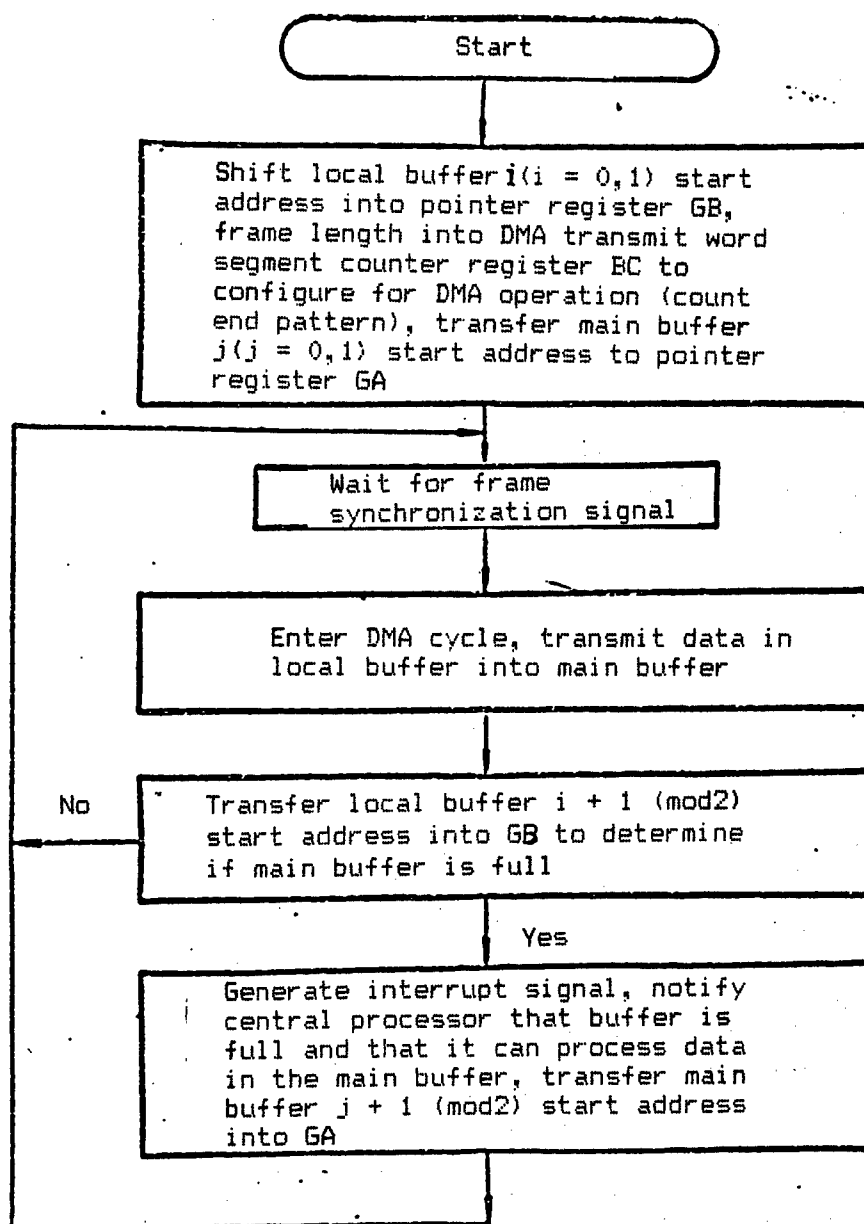 Start
Shift local buffer i(i = 0,1) start
address into pointer register GB,
frame length into DMA transmit word
segment counter register BC to
configure for DMA operation (count
end pattern), transfer main buffer
j(j = 0,1) start address to pointer
register GA
Wait for frame
synchronization signal
Enter DMA cycle, transmit data in
local buffer into main buffer
No
Transfer local buffer i + 1 (mod2)
start address into GB to determine
if main buffer is full
Yes
Generate interrupt signal, notify
central processor that buffer is
full and that it can process data
in the main buffer, transfer main
buffer j + 1 (mod2) start address
into GA